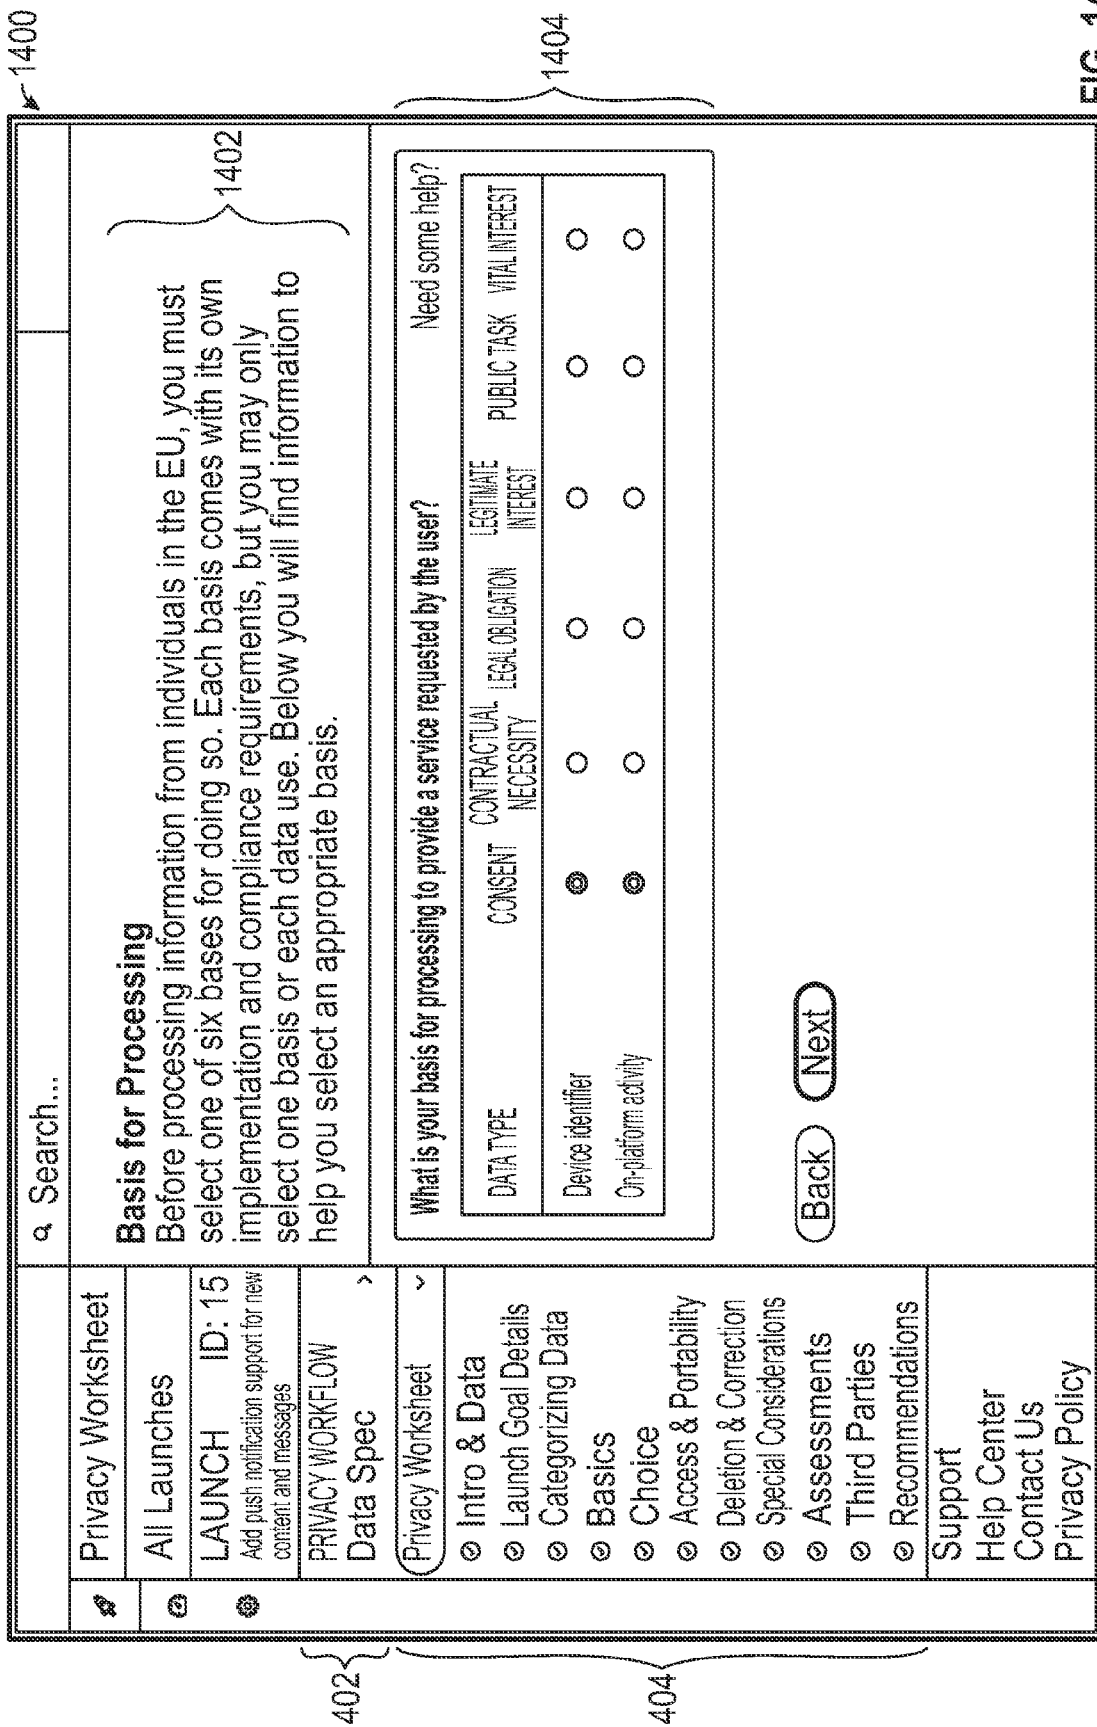 1400
Search...
Privacy Worksheet
All Launches
LAUNCH ID: 15
Add push notification support for new
content and messages
PRIVACY WORKFLOW
Data Spec
402
Privacy Worksheet
Intro & Data
Launch Goal Details
Categorizing Data
Basics
Choice
Access & Portability
Deletion & Correction
Special Considerations
Assessments
Third Parties
Recommendations
404
Support
Help Center
Contact Us
Privacy Policy
Basis for Processing
Before processing information from individuals in the EU, you must
select one of six bases for doing so. Each basis comes with its own
implementation and compliance requirements, but you may only
select one basis or each data use. Below you will find information to
help you select an appropriate basis.
1402
What is your basis for processing to provide a service requested by the user?
Need some help?
DATA TYPE CONSENT CONTRACTUAL NECESSITY LEGAL OBLIGATION LEGITIMATE INTEREST PUBLIC TASK VITAL INTEREST
Device identifier
On-platform activity
1404
Back Next
FIG.